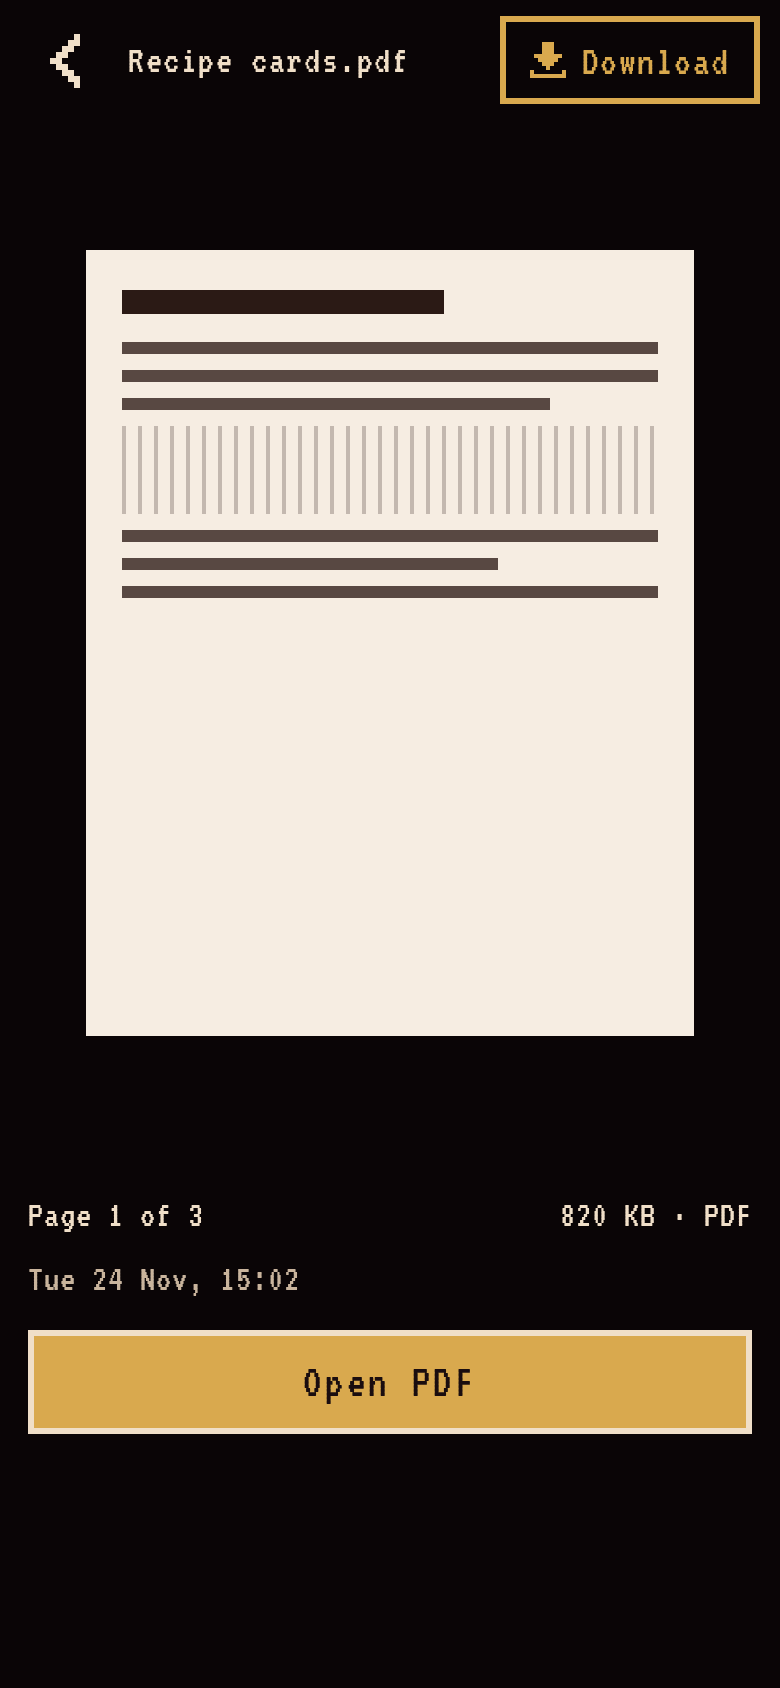 Recipe cards.pdf
Download
Page 1 of 3
820 KB · PDF
Tue 24 Nov, 15:02
Open PDF